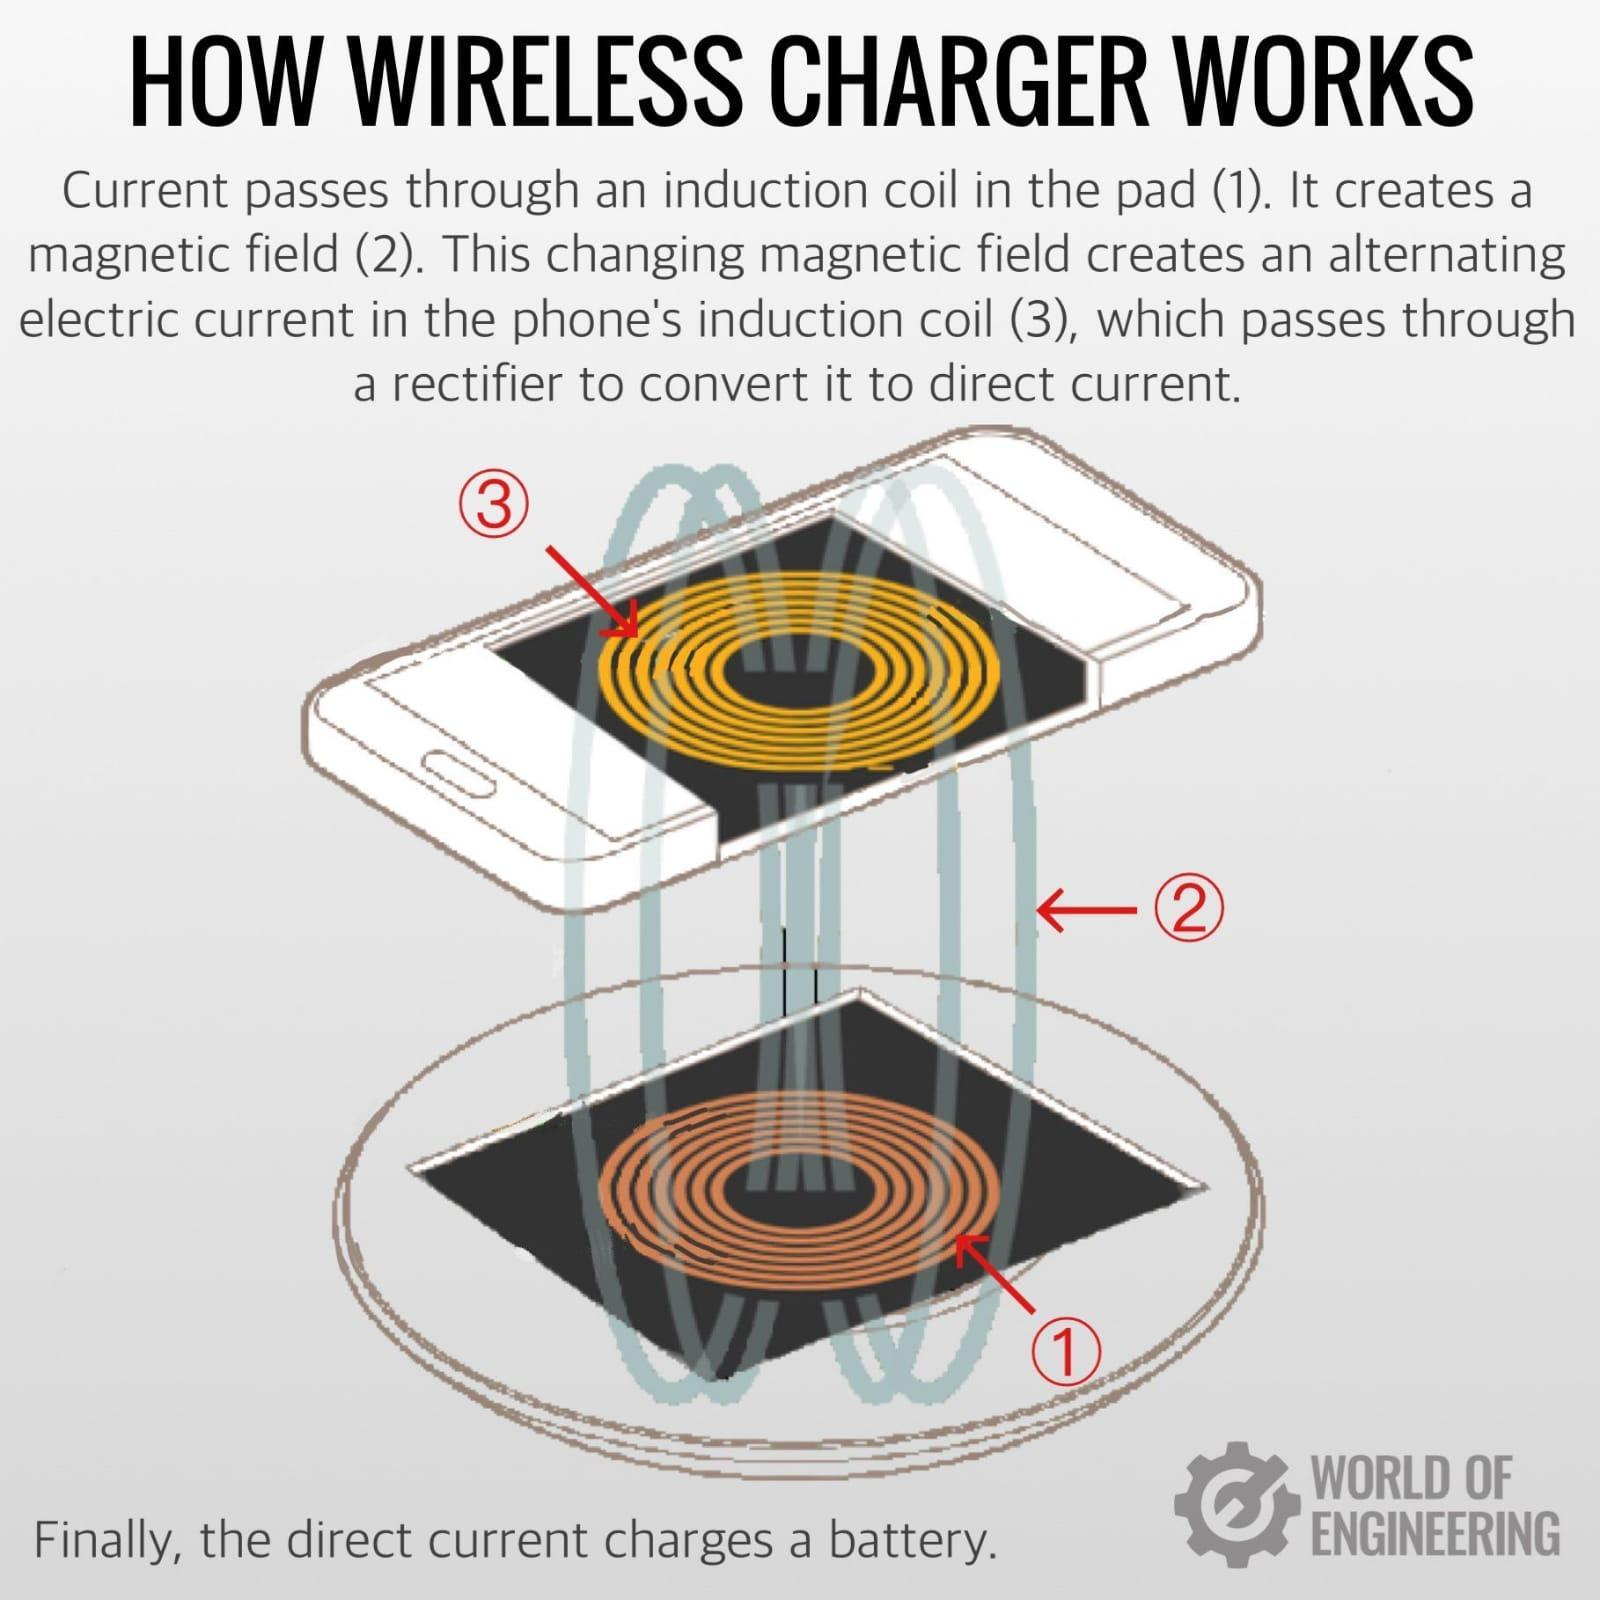 HOW WIRELESS CHARGER WORKS
Current passes through an induction coil in the pad (1). It creates a
magnetic field (2). This changing magnetic field creates an alternating
electric current in the phone's induction coil (3), which passes through
a rectifier to convert it to direct current.
3
2
1
WORLD OF
ENGINEERING
Finally, the direct current charges a battery.